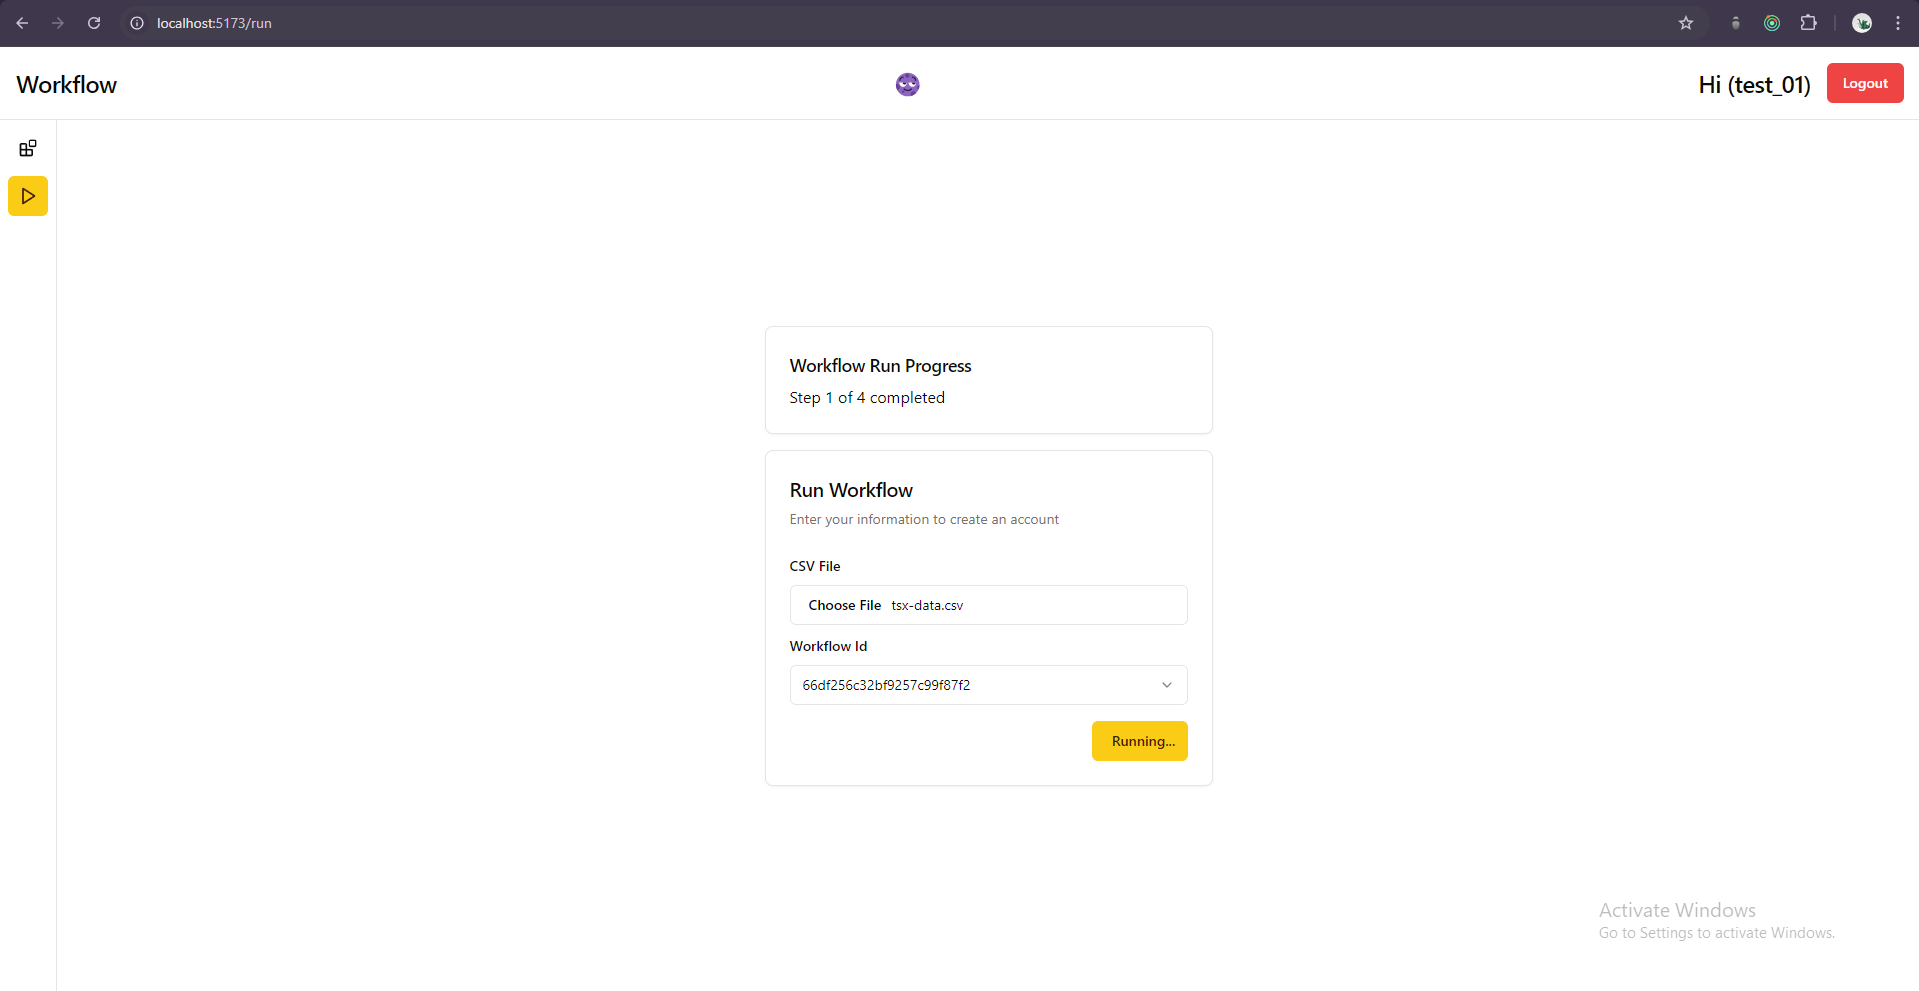 localhost:5173/run
Workflow
Hi (test_01)
Logout
Workflow Run Progress
Step 1 of 4 completed
Run Workflow
Enter your information to create an account
CSV File
Choose File tsx-data.csv
Workflow Id
66df256c32bf9257c99f87f2
Running...
Activate Windows
Go to Settings to activate Windows.